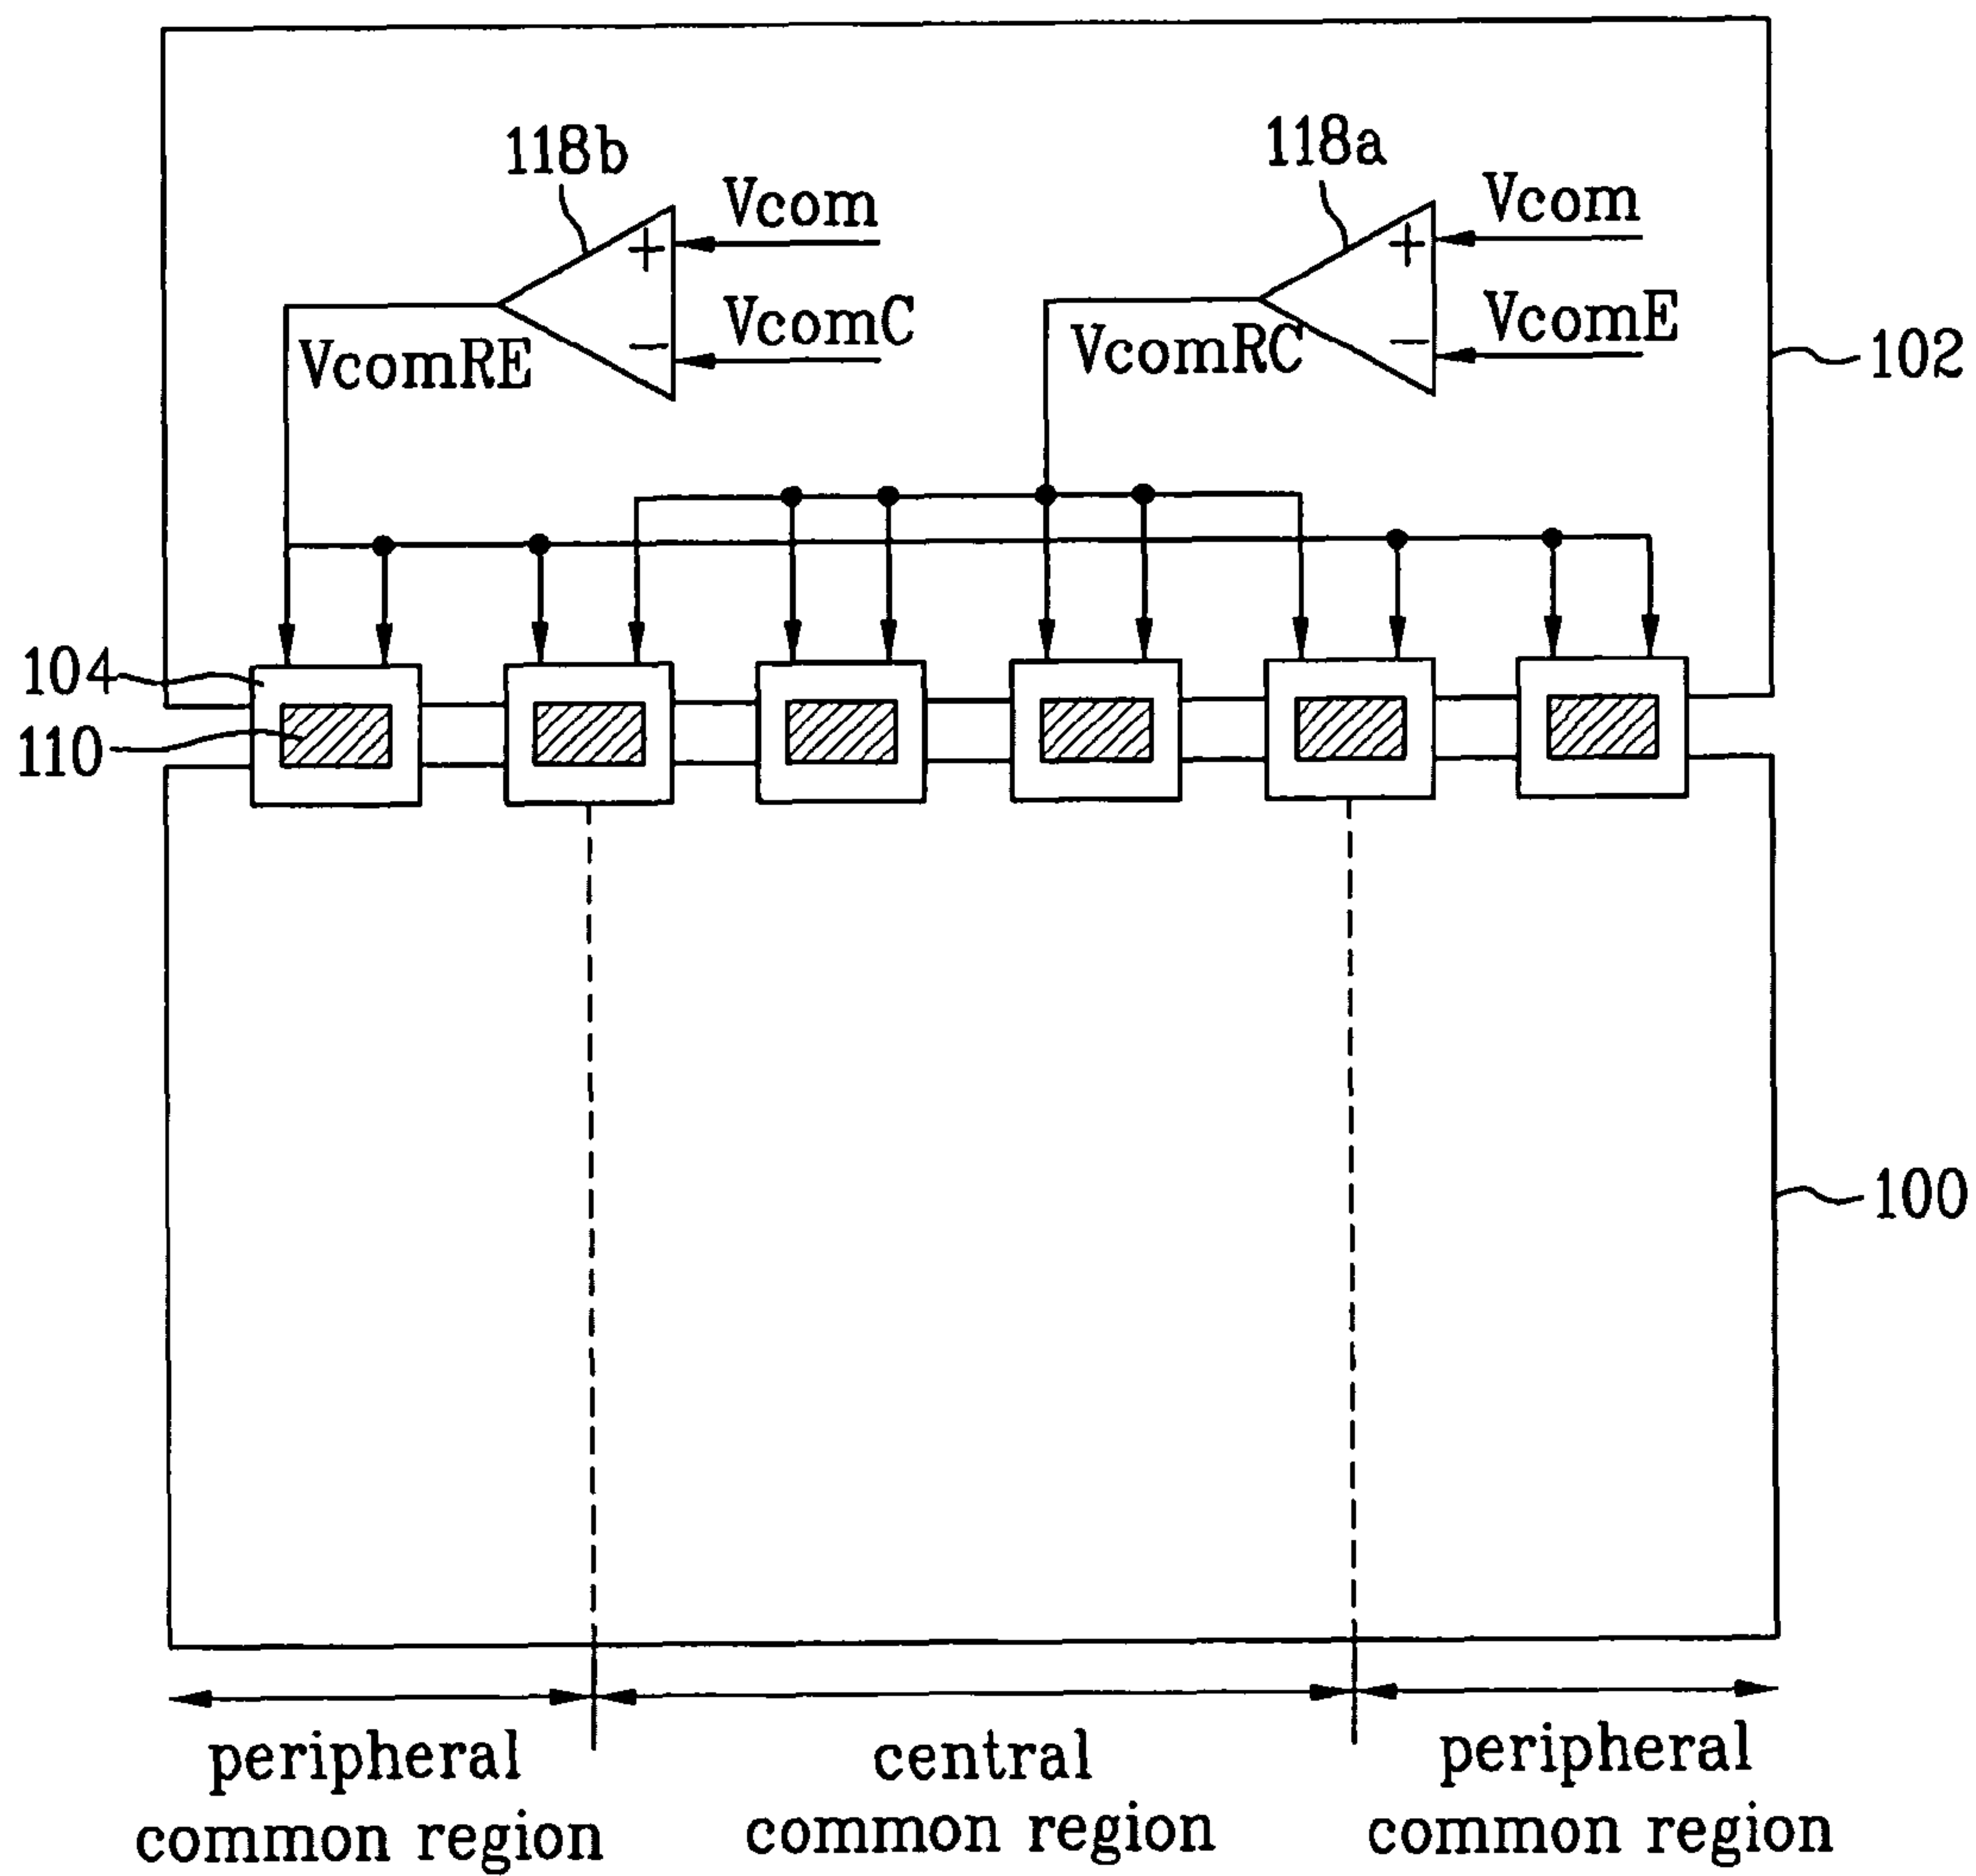 118b
118a
Vcom
Vcom
+
+
VcomC
VcomE
−
−
VcomRE
VcomRC
102
104
110
100
peripheral
common region
central
common region
peripheral
common region